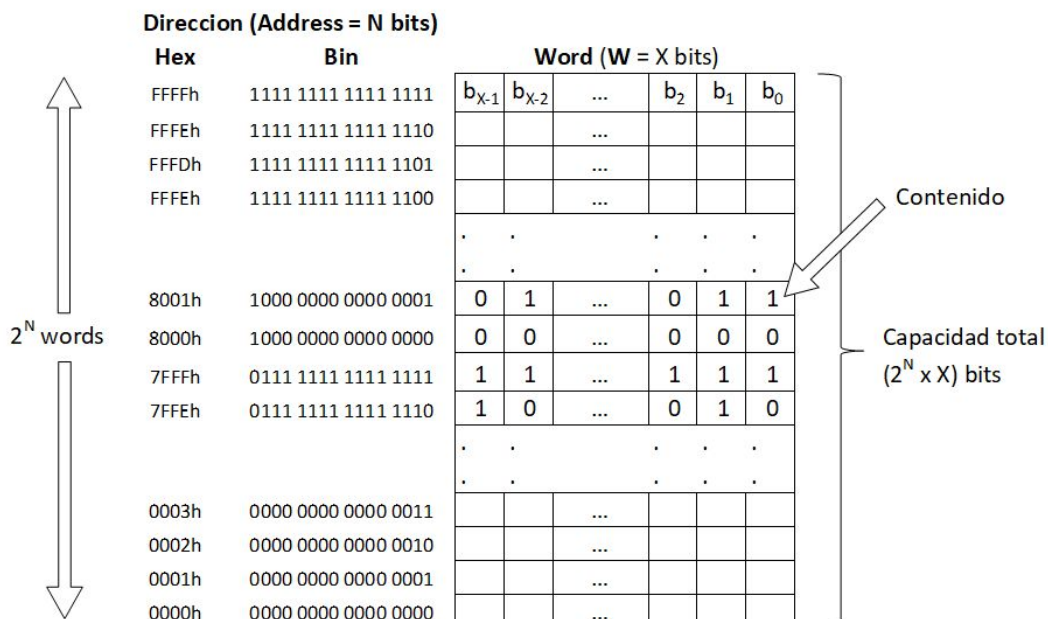 Direccion (Address = N bits)
Hex Bin Word (W = X bits)
FFFFh 1111 1111 1111 1111 bX-1 bX-2 ... b2 b1 b0
FFFEh 1111 1111 1111 1110 ...
FFFDh 1111 1111 1111 1101 ...
FFFEh 1111 1111 1111 1100 ...
Contenido
. . . . .
. . . . .
8001h 1000 0000 0000 0001 0 1 ... 0 1 1
2^N words 8000h 1000 0000 0000 0000 0 0 ... 0 0 0 Capacidad total
7FFFh 0111 1111 1111 1111 1 1 ... 1 1 1 (2^N x X) bits
7FFEh 0111 1111 1111 1110 1 0 ... 0 1 0
. . . . .
. . . . .
0003h 0000 0000 0000 0011 ...
0002h 0000 0000 0000 0010 ...
0001h 0000 0000 0000 0001 ...
0000h 0000 0000 0000 0000 ...